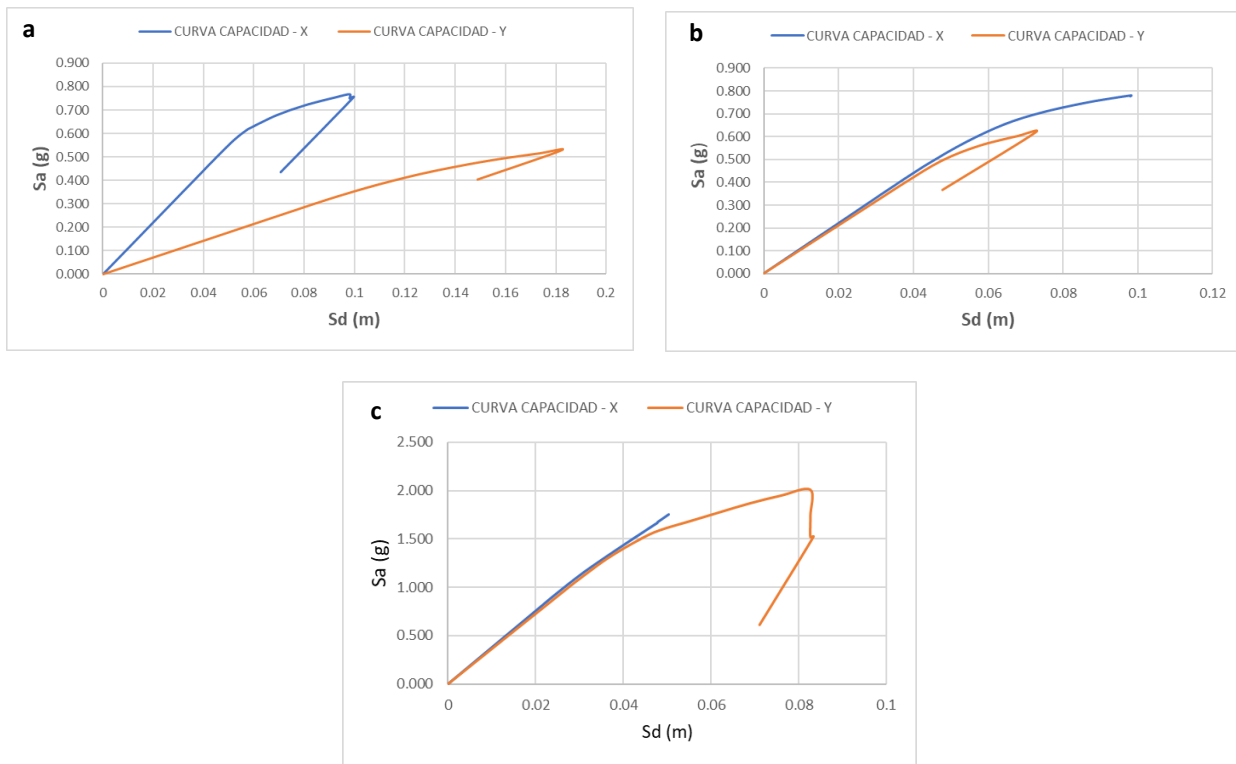 a
CURVA CAPACIDAD - X CURVA CAPACIDAD - Y
0.900
0.800
0.700
0.600
0.500
0.400
0.300
0.200
0.100
0.000
Sa (g)
0 0.02 0.04 0.06 0.08 0.1 0.12 0.14 0.16 0.18 0.2
Sd (m)
b
CURVA CAPACIDAD - X CURVA CAPACIDAD - Y
0.900
0.800
0.700
0.600
0.500
0.400
0.300
0.200
0.100
0.000
Sa (g)
0 0.02 0.04 0.06 0.08 0.1 0.12
Sd (m)
c
CURVA CAPACIDAD - X CURVA CAPACIDAD - Y
2.500
2.000
1.500
1.000
0.500
0.000
Sa (g)
0 0.02 0.04 0.06 0.08 0.1
Sd (m)